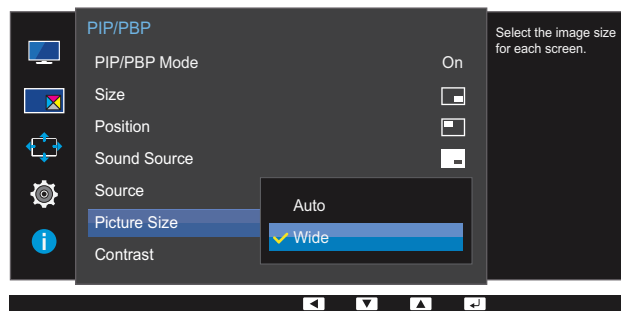 PIP/PBP
PIP/PBP Mode On
Size
Position
Sound Source
Source
Picture Size
Contrast
Auto
Wide
Select the image size
for each screen.